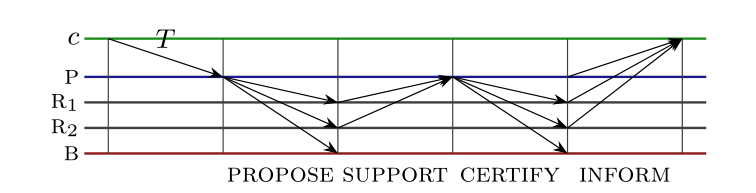 c T
P
R1
R2
B
PROPOSE SUPPORT CERTIFY INFORM